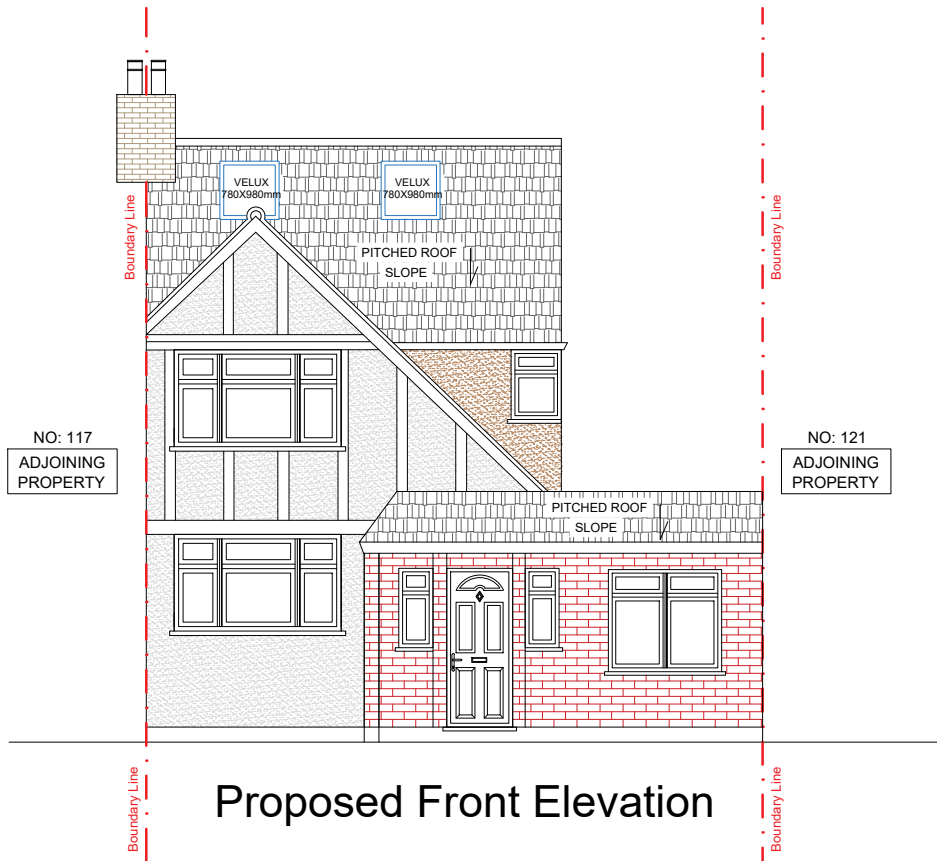 VELUX
780X980mm
VELUX
780X980mm
Boundary Line
Boundary Line
PITCHED ROOF
SLOPE
NO: 117
ADJOINING
PROPERTY
NO: 121
ADJOINING
PROPERTY
PITCHED ROOF
SLOPE
Boundary Line
Boundary Line
Proposed Front Elevation